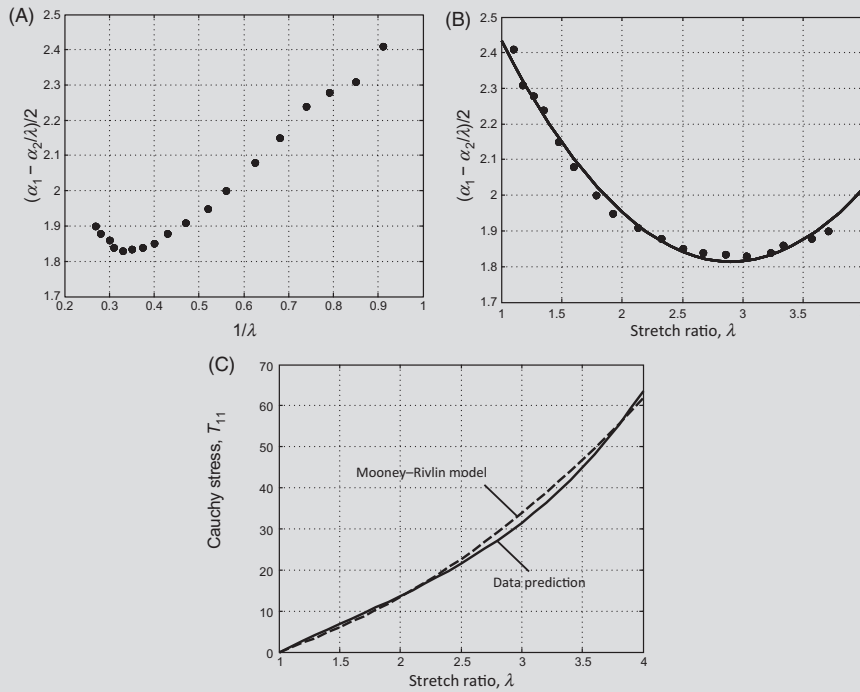 (A)
2.5
2.4
2.3
2.2
2.1
2
1.9
1.8
1.7
(α1 – α2/λ)/2
0.2 0.3 0.4 0.5 0.6 0.7 0.8 0.9 1
1/λ
(B)
2.5
2.4
2.3
2.2
2.1
2
1.9
1.8
1.7
(α1 – α2/λ)/2
1 1.5 2 2.5 3 3.5
Stretch ratio, λ
(C)
70
60
50
40
30
20
10
0
Cauchy stress, T11
Mooney–Rivlin model
Data prediction
1 1.5 2 2.5 3 3.5 4
Stretch ratio, λ